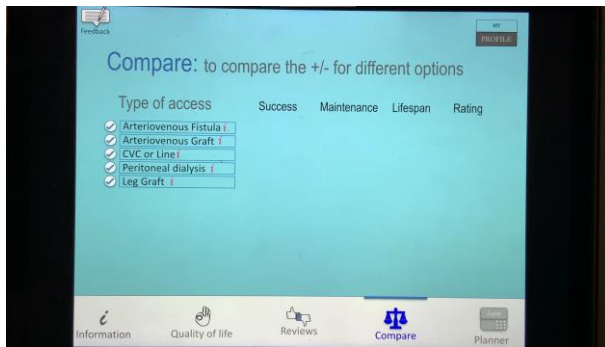 Feedback
MY
PROFILE
Compare: to compare the +/- for different options
Type of access Success Maintenance Lifespan Rating
Arteriovenous Fistula i
Arteriovenous Graft i
CVC or Line i
Peritoneal dialysis i
Leg Graft i
i
Information Quality of life Reviews Compare Planner